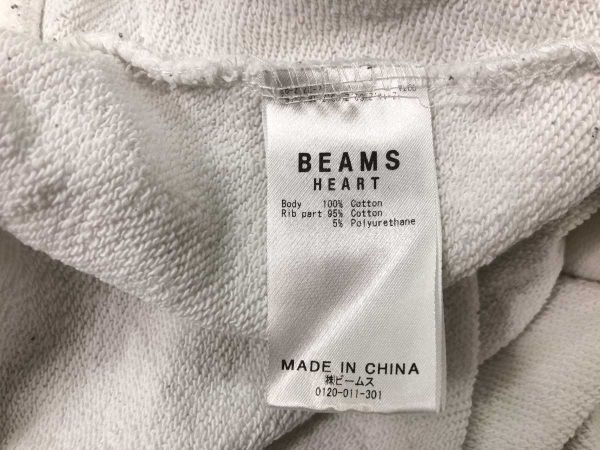 BEAMS
HEART
Body 100% Cotton
Rib part 95% Cotton
5% Polyurethane
MADE IN CHINA
㈱ビームス
0120-011-301